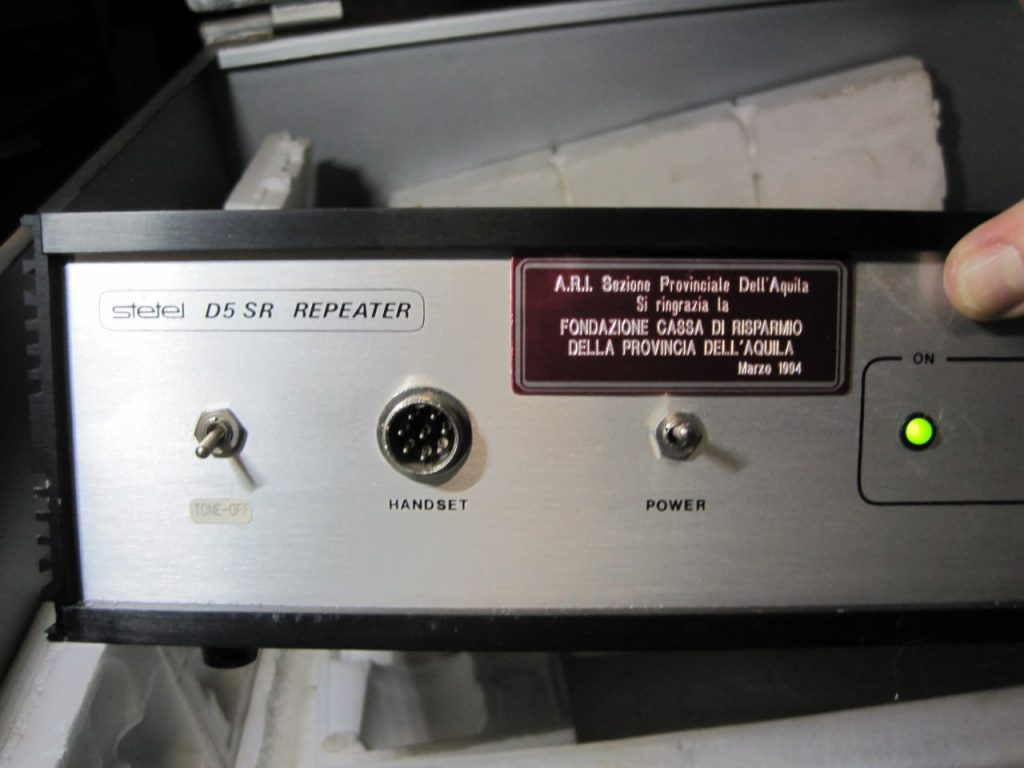 stetel D5 SR REPEATER
A.R.I. Sezione Provinciale Dell'Aquila
Si ringrazia la
FONDAZIONE CASSA DI RISPARMIO
DELLA PROVINCIA DELL'AQUILA
Marzo 1994
ON
TONE-OFF
HANDSET
POWER